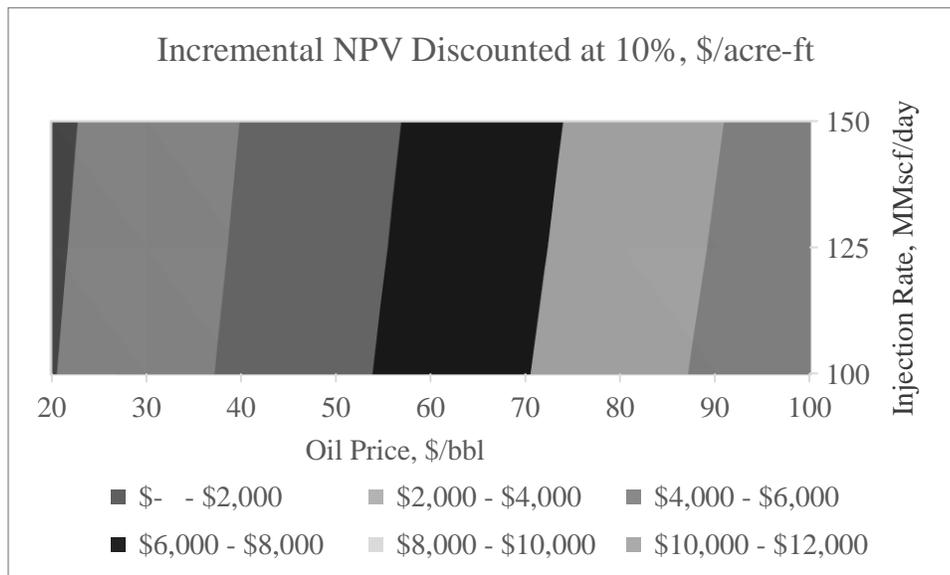 Incremental NPV Discounted at 10%, $/acre-ft
150
125
100
Injection Rate, MMscf/day
20 30 40 50 60 70 80 90 100
Oil Price, $/bbl
$- - $2,000 $2,000 - $4,000 $4,000 - $6,000
$6,000 - $8,000 $8,000 - $10,000 $10,000 - $12,000